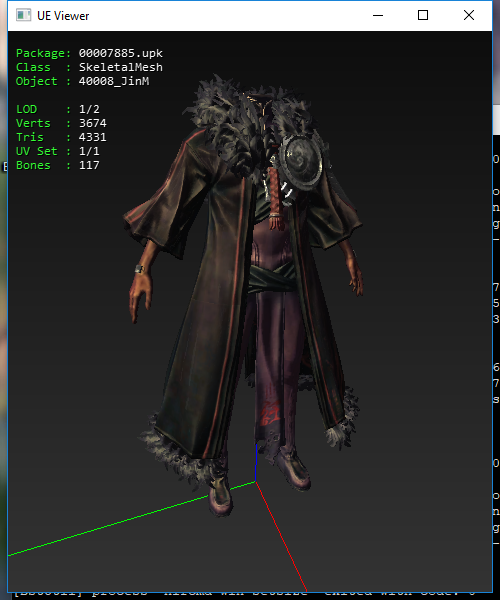 UE Viewer
Package: 00007885.upk
Class : SkeletalMesh
Object : 40008_JinM
LOD : 1/2
Verts : 3674
Tris : 4331
UV Set : 1/1
Bones : 117